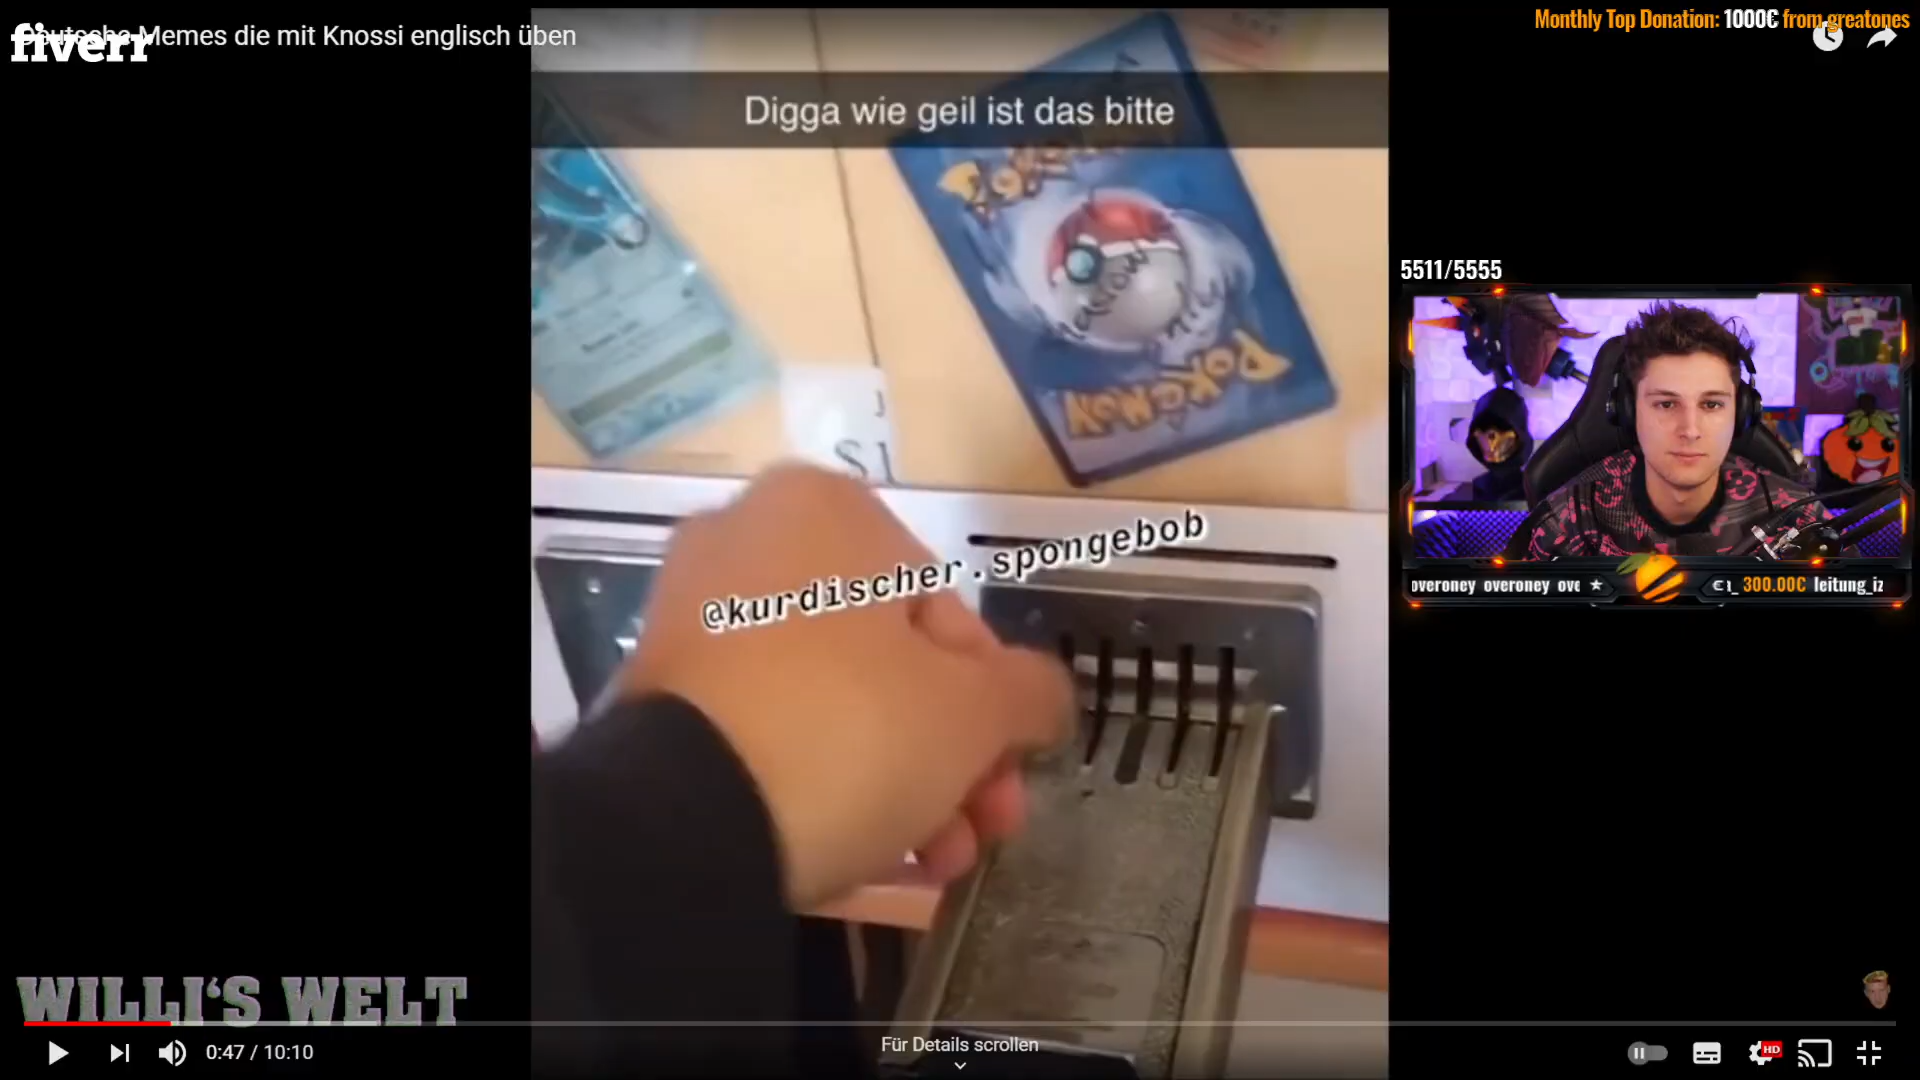 Monthly Top Donation: 1000€ from greatones
Memes die mit Knossi englisch üben
fiverr
Digga wie geil ist das bitte
POKÉMON
5511/5555
@kurdischer.spongebob
overoney overoney ove ★
300.00€ leitung_iz
WILLI'S WELT
0:47 / 10:10
Für Details scrollen
HD